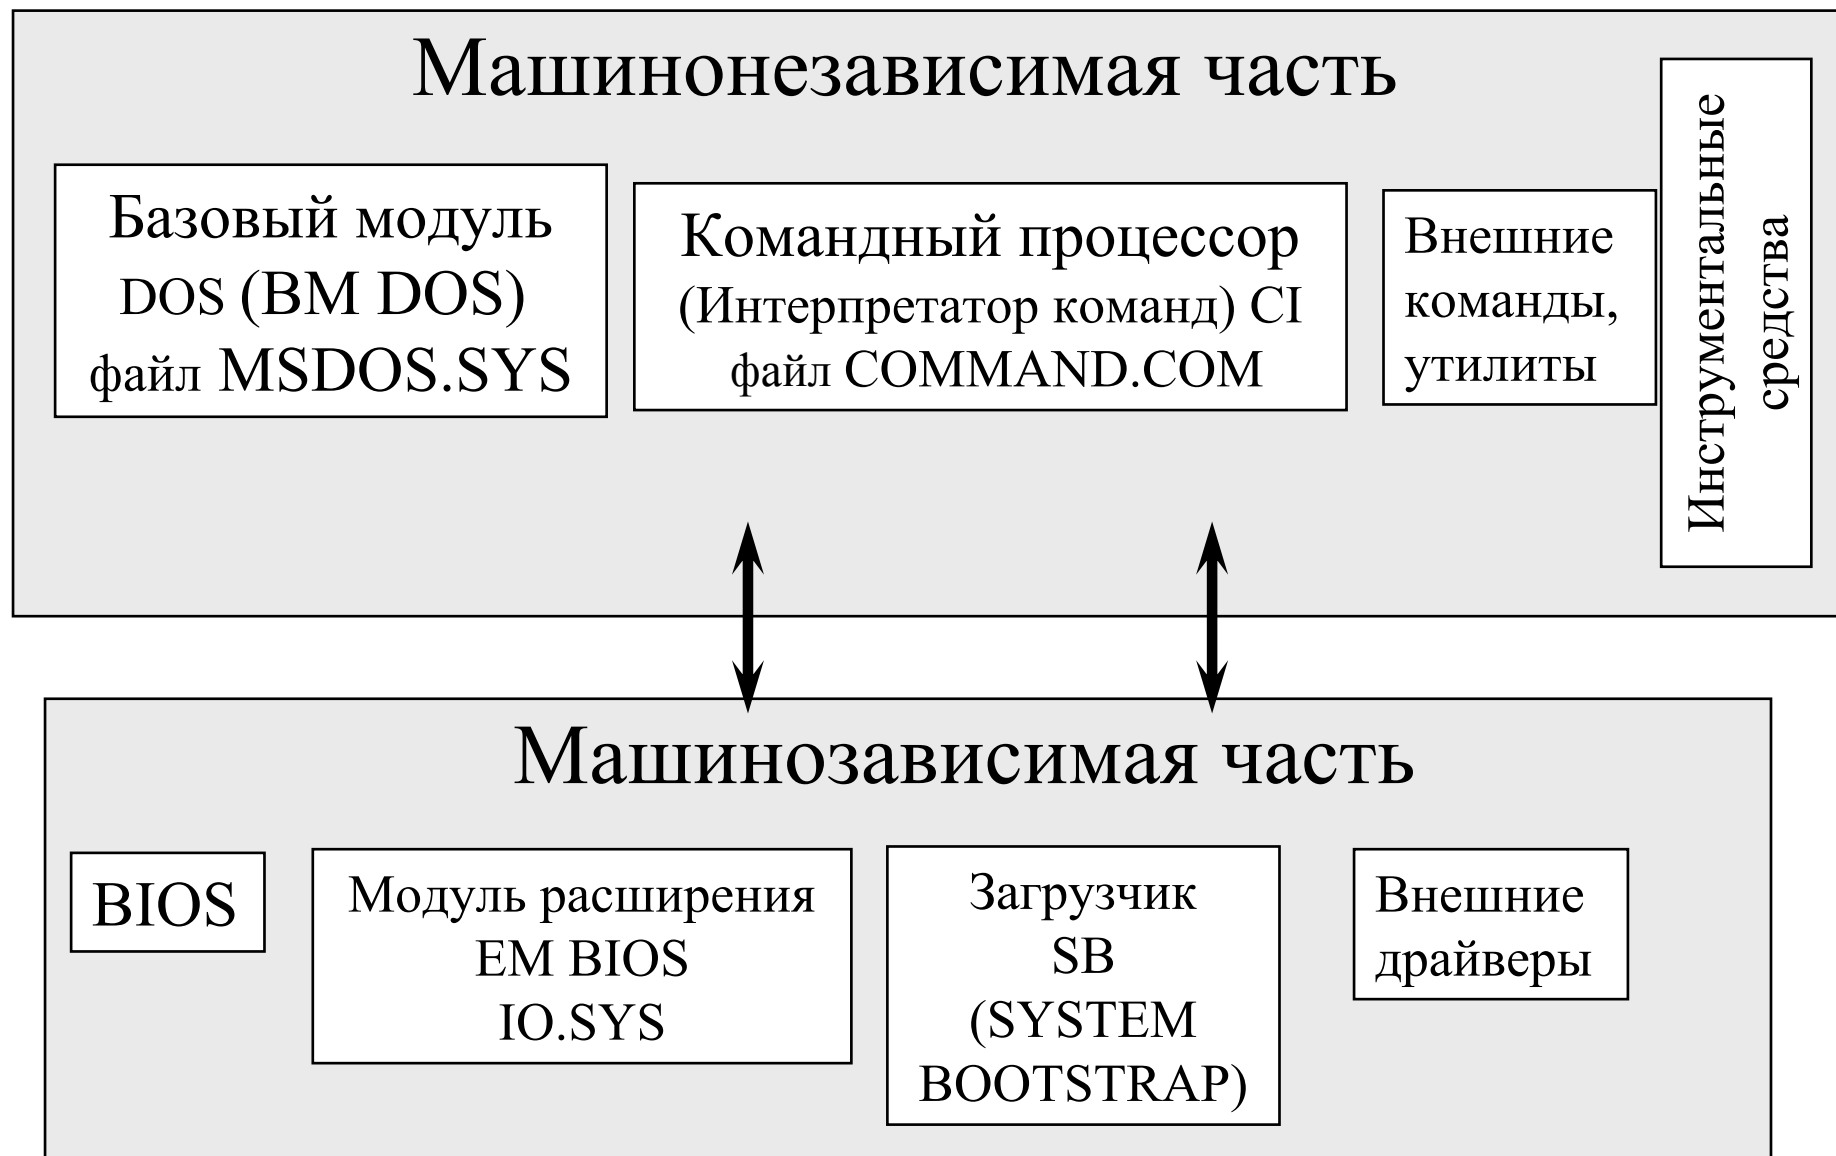 Машинонезависимая часть
Базовый модуль
DOS (BM DOS)
файл MSDOS.SYS
Командный процессор
(Интерпретатор команд) CI
файл COMMAND.COM
Внешние
команды,
утилиты
Инструментальные
средства
Машинозависимая часть
BIOS
Модуль расширения
EM BIOS
IO.SYS
Загрузчик
SB
(SYSTEM
BOOTSTRAP)
Внешние
драйверы